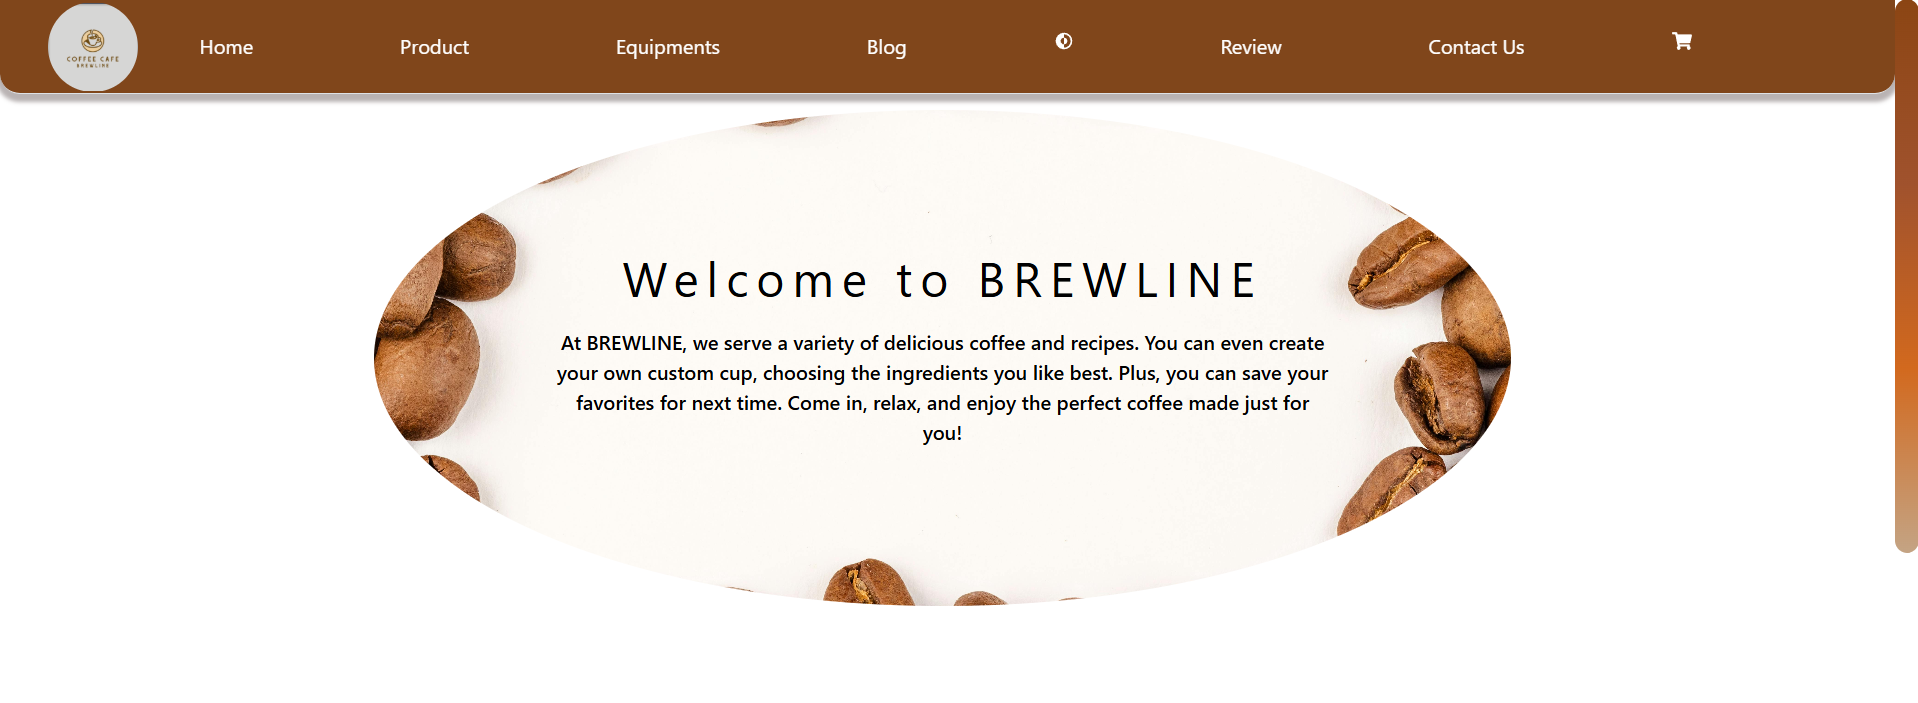 COFFEE CAFE
BREWLINE
Home
Product
Equipments
Blog
Review
Contact Us
Welcome to BREWLINE
At BREWLINE, we serve a variety of delicious coffee and recipes. You can even create
your own custom cup, choosing the ingredients you like best. Plus, you can save your
favorites for next time. Come in, relax, and enjoy the perfect coffee made just for
you!